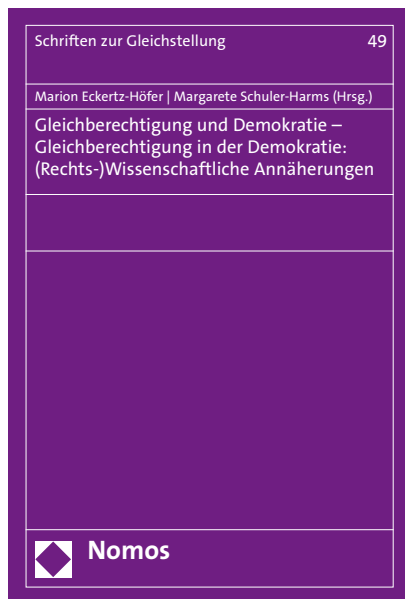 Schriften zur Gleichstellung 49
Marion Eckertz-Höfer | Margarete Schuler-Harms (Hrsg.)
Gleichberechtigung und Demokratie –
Gleichberechtigung in der Demokratie:
(Rechts-)Wissenschaftliche Annäherungen
Nomos